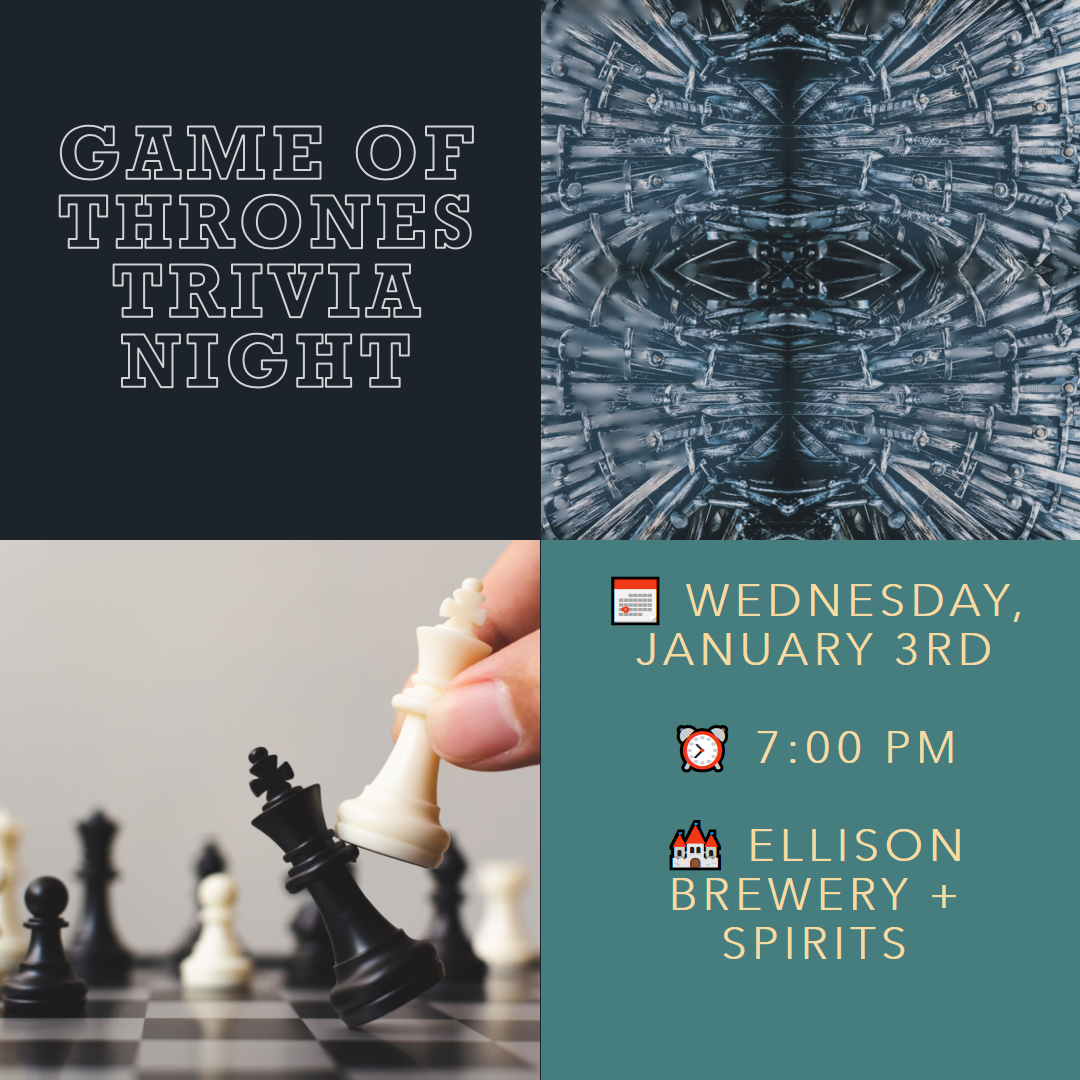 GAME OF
THRONES
TRIVIA
NIGHT
WEDNESDAY,
JANUARY 3RD
7:00 PM
ELLISON
BREWERY +
SPIRITS